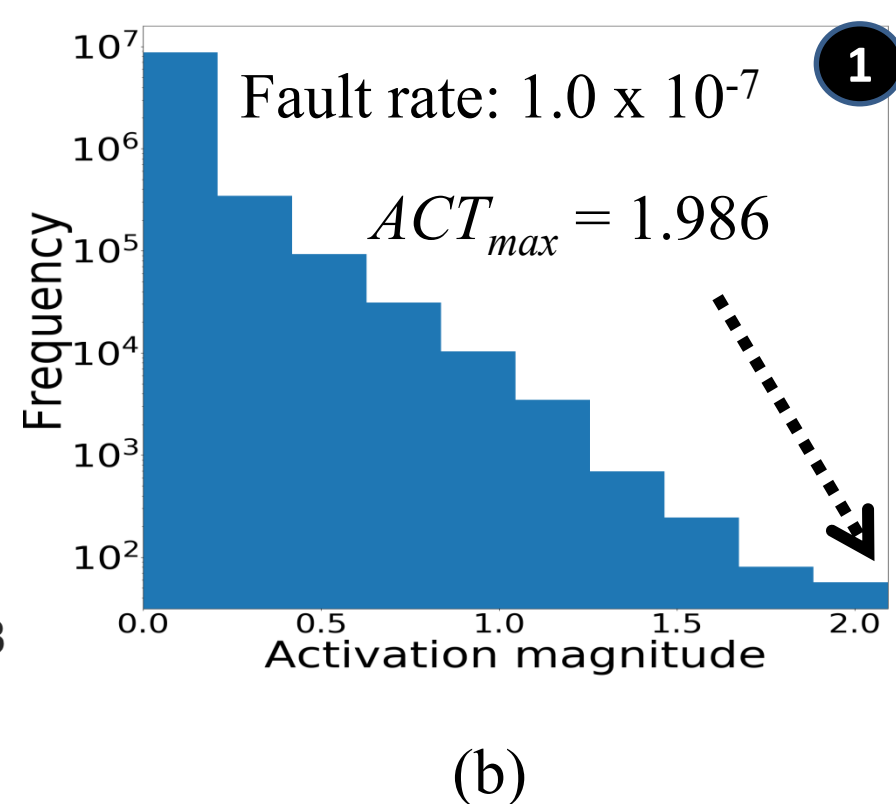 1
Fault rate: 1.0 x 10⁻⁷
ACTₘₐₓ = 1.986
Frequency
10⁷
10⁶
10⁵
10⁴
10³
10²
0.0 0.5 1.0 1.5 2.0
Activation magnitude
(b)